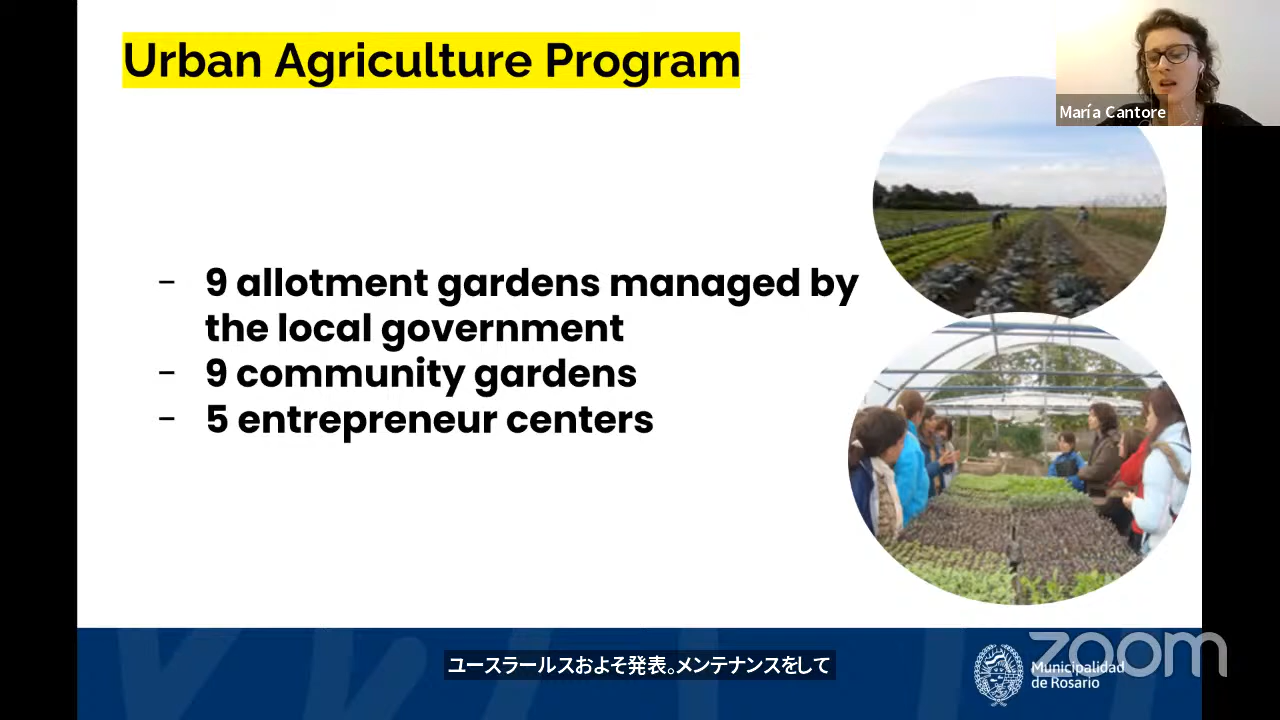 Urban Agriculture Program
María Cantore
- 9 allotment gardens managed by
the local government
- 9 community gardens
- 5 entrepreneur centers
ユースラールスおよそ発表。メンテナンスをして
zoom
Municipalidad
de Rosario